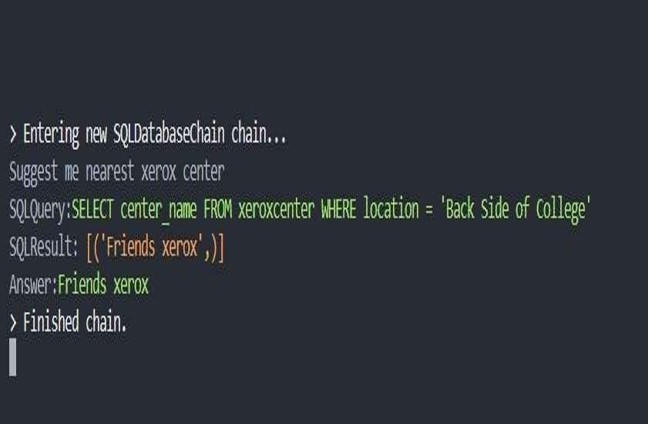 > Entering new SQLDatabaseChain chain...
Suggest me nearest xerox center
SQLQuery:SELECT center_name FROM xeroxcenter WHERE location = 'Back Side of College'
SQLResult: [('Friends xerox',)]
Answer:Friends xerox
> Finished chain.